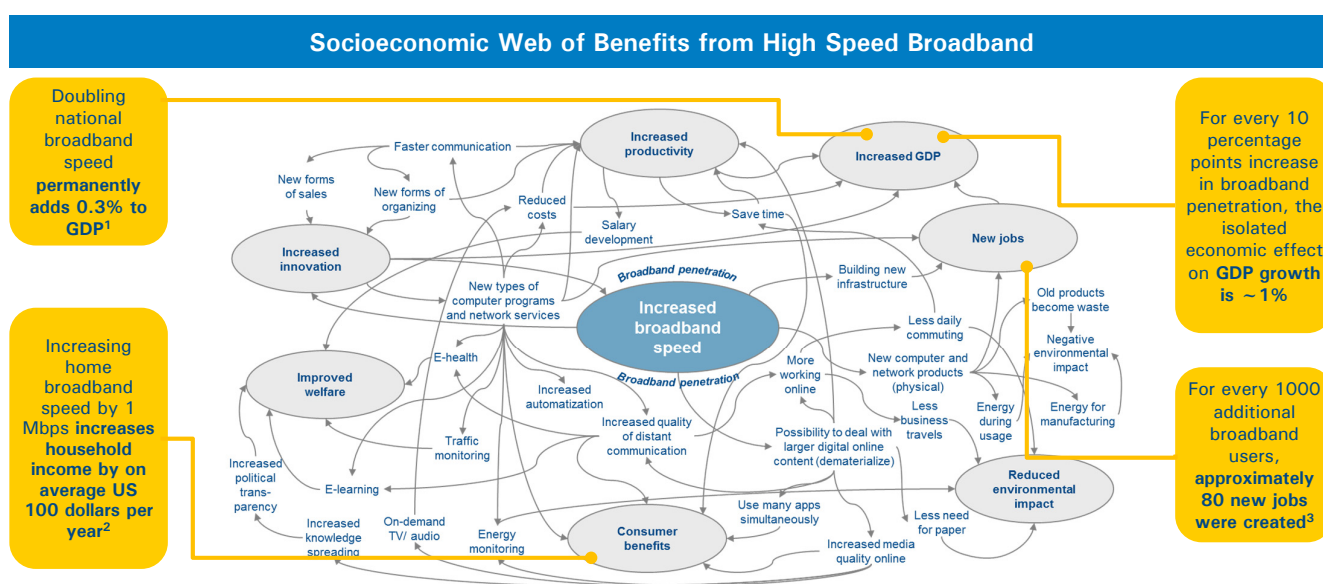 Socioeconomic Web of Benefits from High Speed Broadband
Doubling
national
broadband
speed
permanently
adds 0.3% to
GDP1
Increasing
home
broadband
speed by 1
Mbps increases
household
income by on
average US
100 dollars per
year2
For every 10
percentage
points increase
in broadband
penetration, the
isolated
economic effect
on GDP growth
is ~1%
For every 1000
additional
broadband
users,
approximately
80 new jobs
were created3
Faster communication
New forms
of sales
New forms of
organizing
Increased
productivity
Increased GDP
Reduced
costs
Salary
development
Save time
New jobs
Increased
innovation
New types of
computer programs
and network services
Broadband penetration
Increased
broadband
speed
Broadband penetration
Building new
infrastructure
Old products
become waste
Less daily
commuting
Negative
environmental
impact
E-health
Improved
welfare
Increased
automatization
More
working
online
New computer and
network products
(physical)
Less
business
travels
Energy
during
usage
Energy for
manufacturing
Traffic
monitoring
Increased quality
of distant
communication
Possibility to deal with
larger digital online
content (dematerialize)
Increased
political
trans-
parency
E-learning
Reduced
environmental
impact
Increased
knowledge
spreading
On-demand
TV/ audio
Energy
monitoring
Consumer
benefits
Use many apps
simultaneously
Less need
for paper
Increased media
quality online